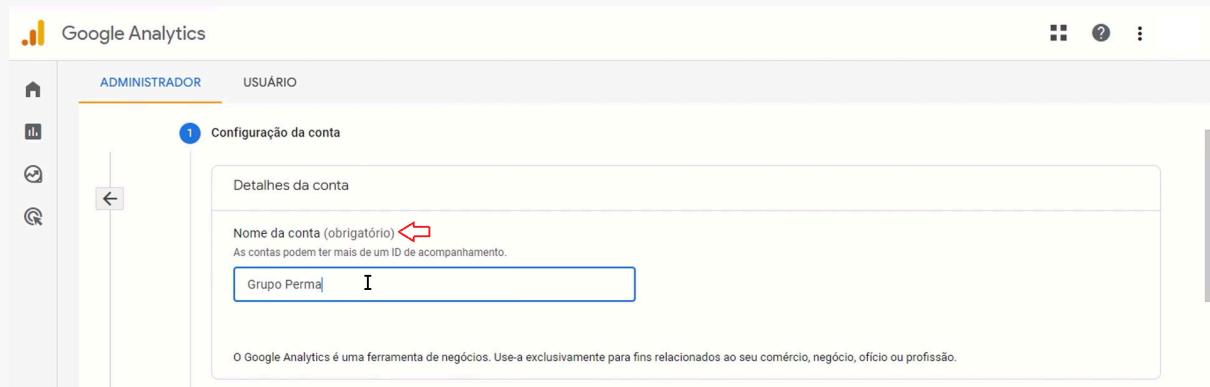 Google Analytics
ADMINISTRADOR USUÁRIO
1 Configuração da conta
Detalhes da conta
Nome da conta (obrigatório)
As contas podem ter mais de um ID de acompanhamento.
Grupo Perma
O Google Analytics é uma ferramenta de negócios. Use-a exclusivamente para fins relacionados ao seu comércio, negócio, ofício ou profissão.